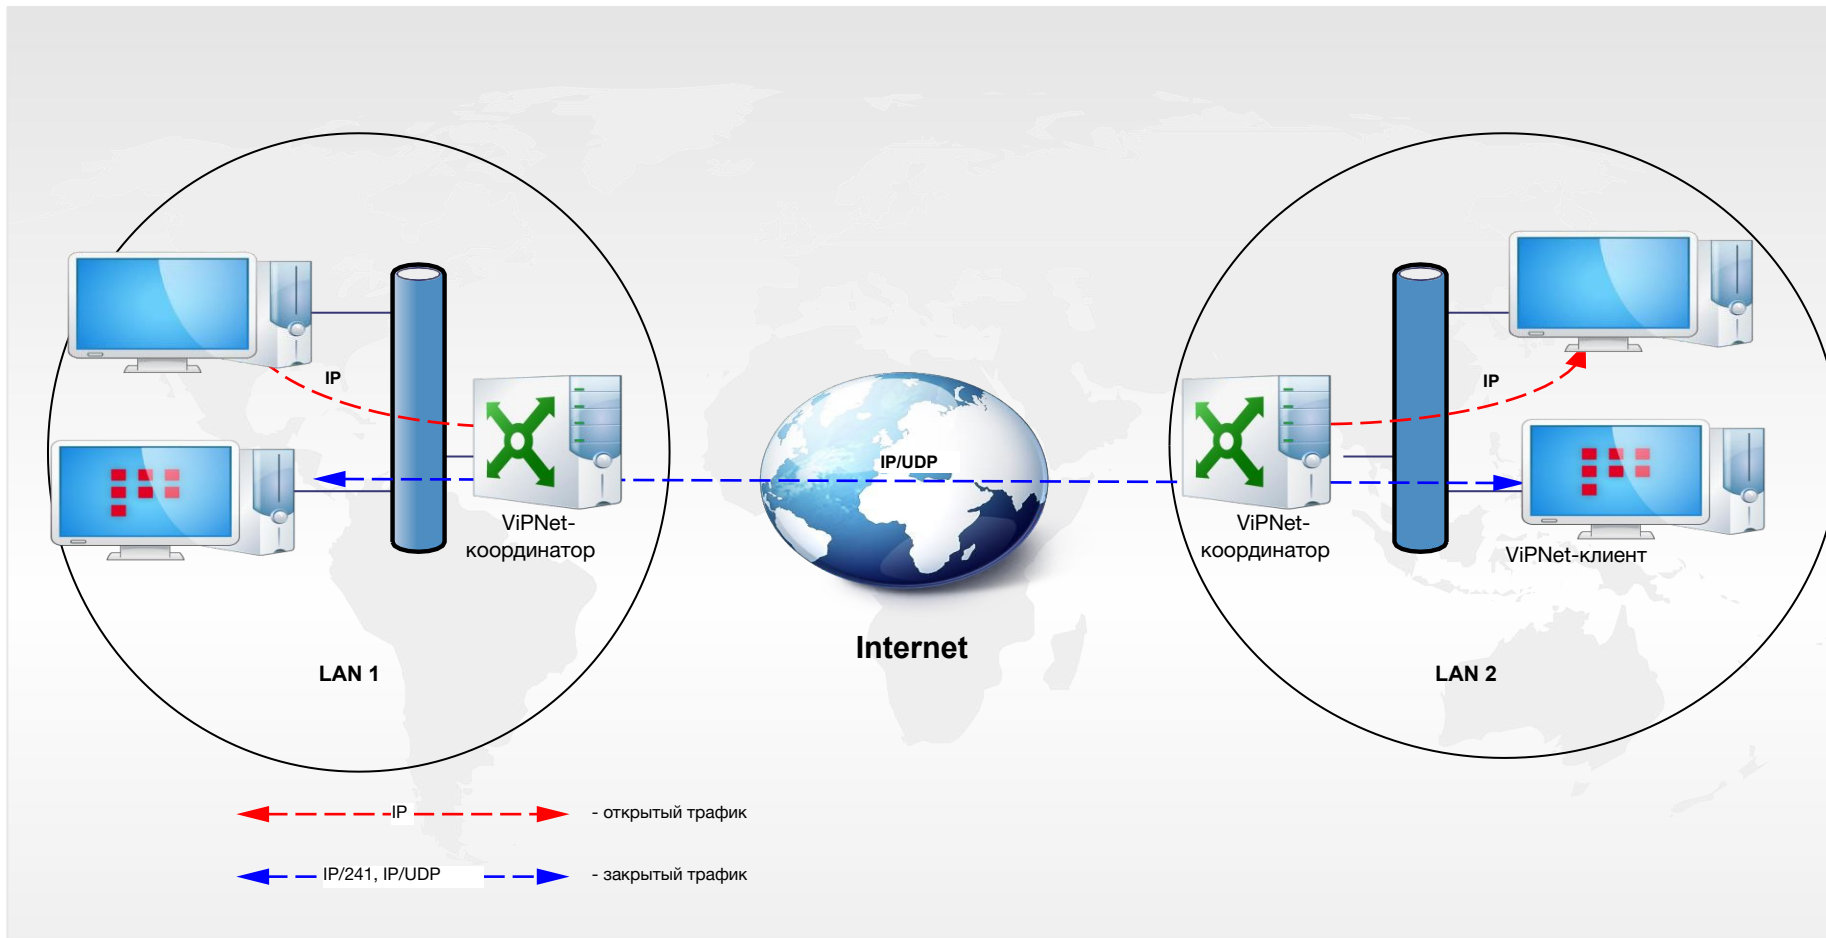 IP
IP
IP/UDP
ViPNet-
координатор
ViPNet-
координатор
ViPNet-клиент
Internet
LAN 1
LAN 2
IP
- открытый трафик
IP/241, IP/UDP
- закрытый трафик